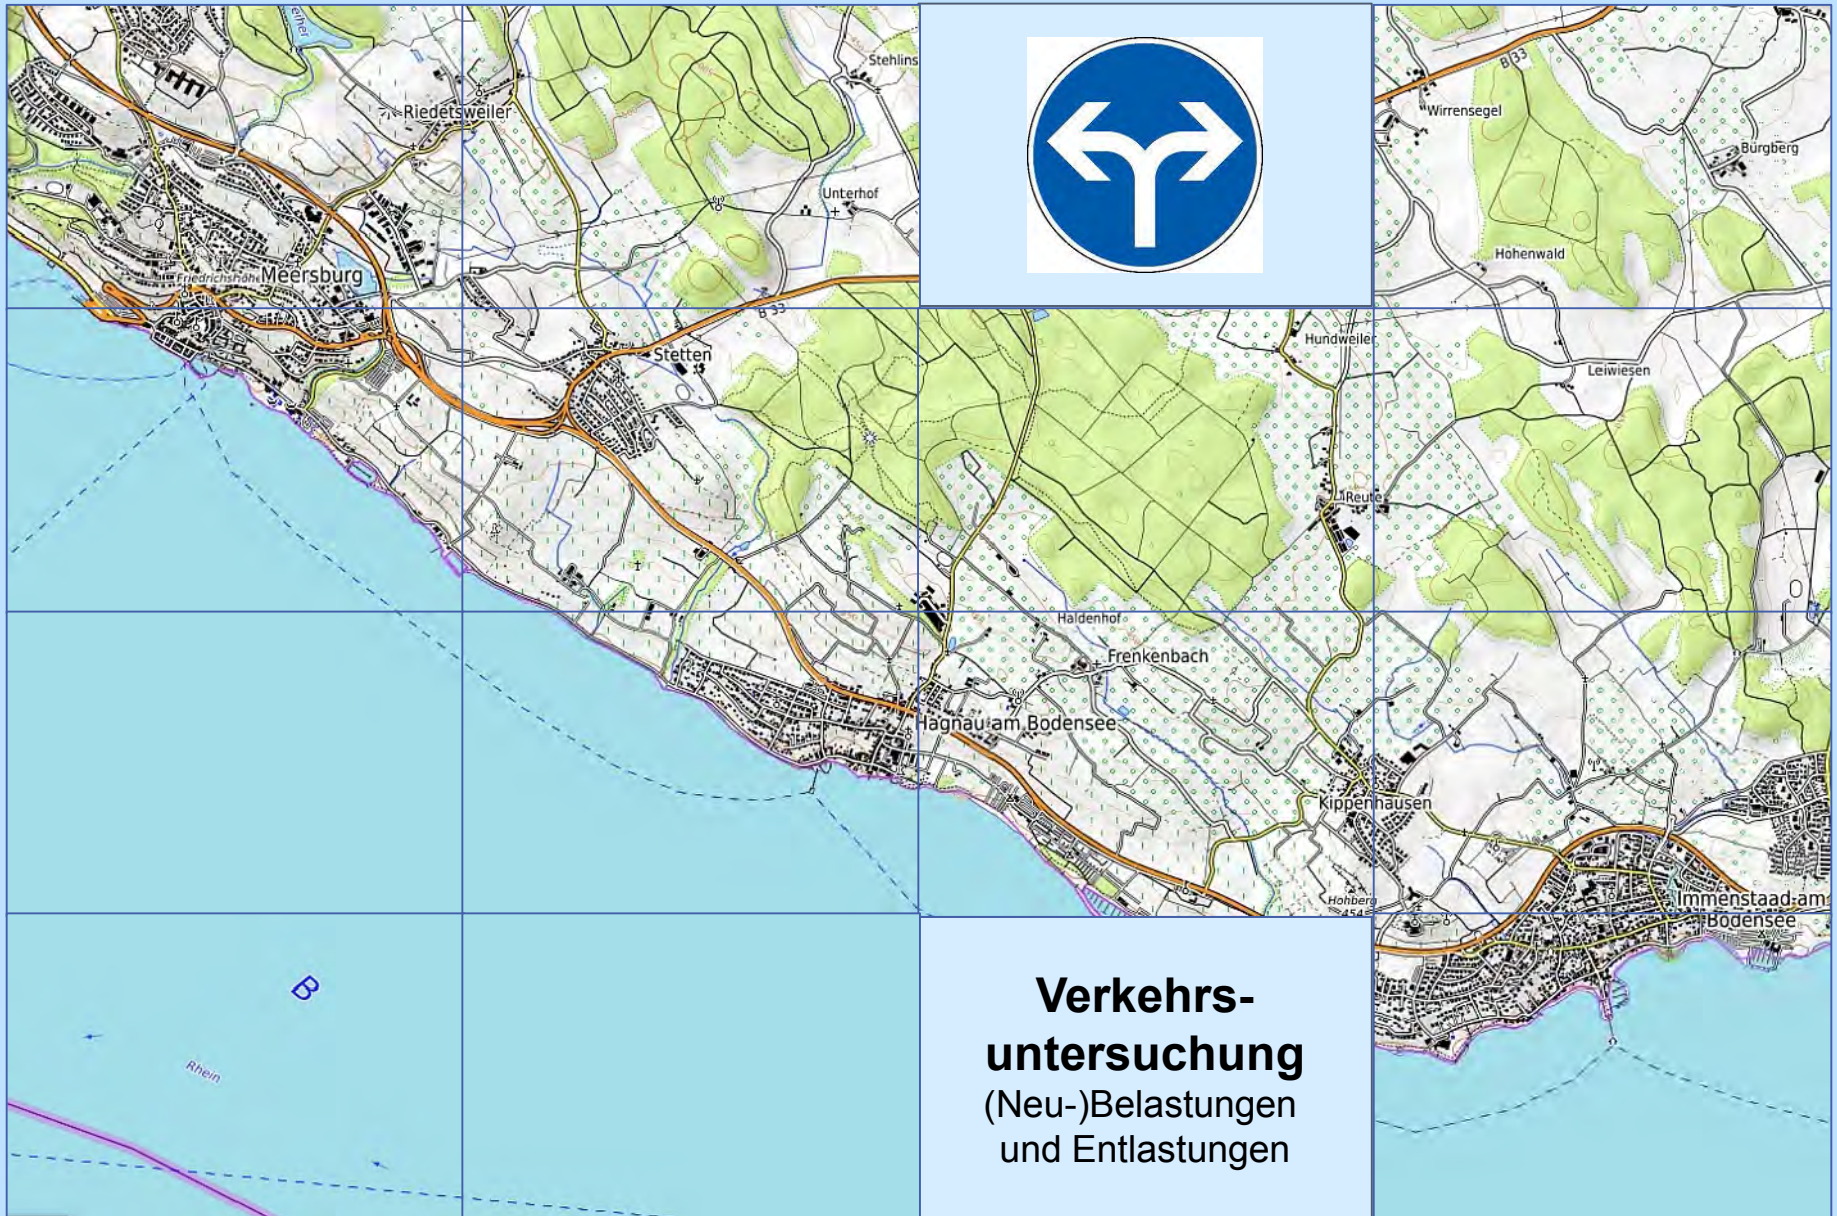 Stehlins
B 33
Riedetsweiler
Wirrensegel
Burgberg
Unterhof
Hohenwald
Friedrichshöhe
Meersburg
B 33
Stetten
Hundweiler
Leiwiesen
Reute
Haldenhof
Frenkenbach
Hagnau am Bodensee
Kippenhausen
Hohberg
454
Immenstaad am
Bodensee
B
Rhein
Verkehrs-
untersuchung
(Neu-)Belastungen
und Entlastungen